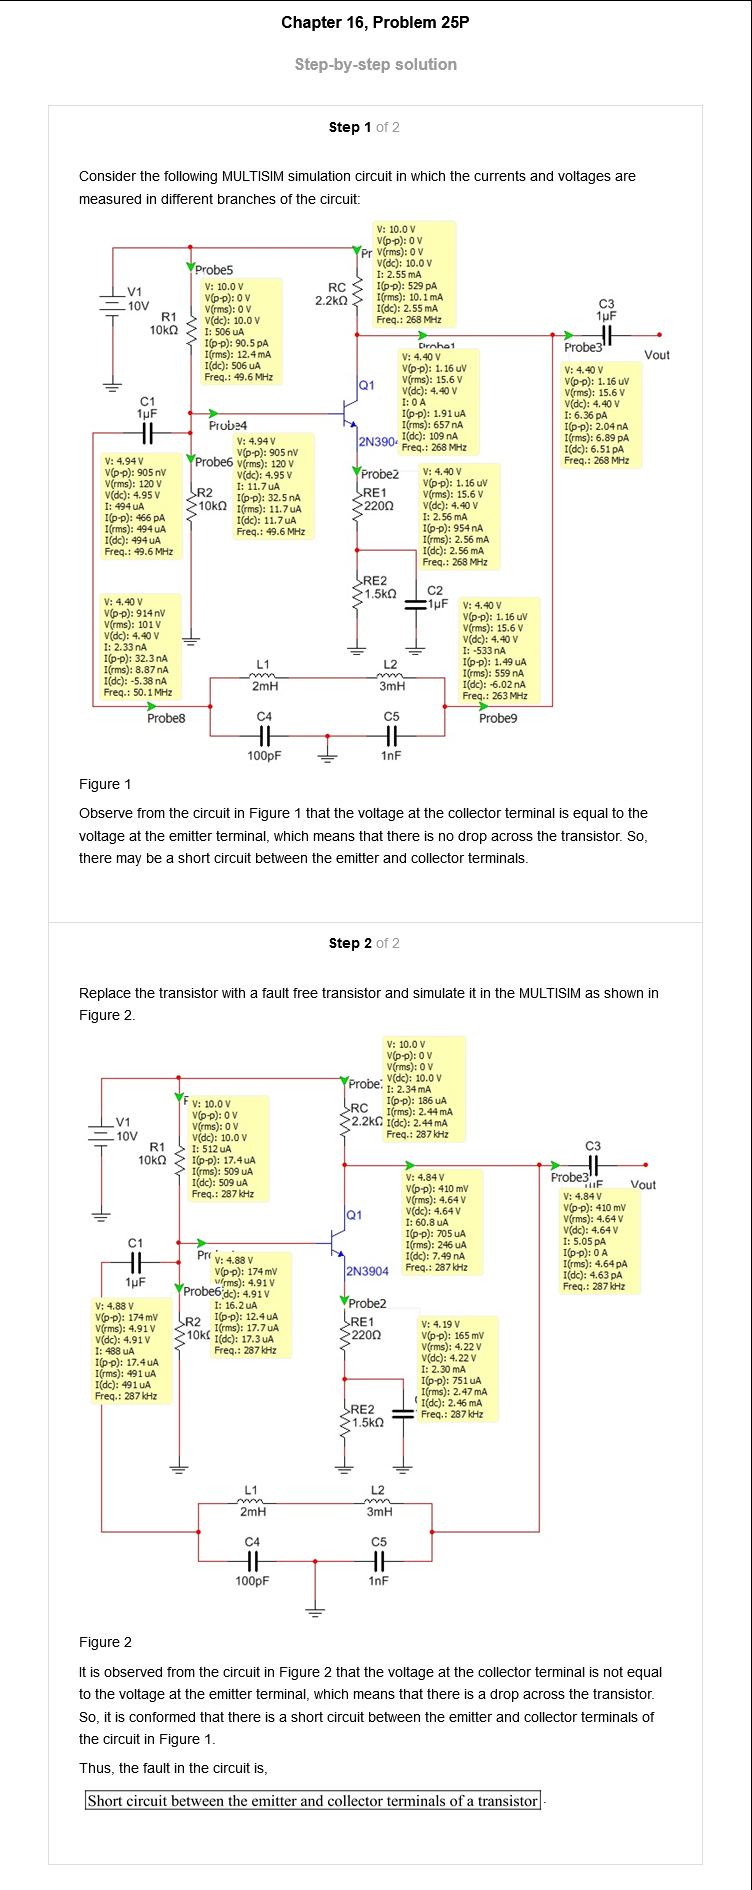 Chapter 16, Problem 25P
Step-by-step solution
Step 1 of 2
Consider the following MULTISIM simulation circuit in which the currents and voltages are
measured in different branches of the circuit:
V: 10.0 V
V(p-p): 0 V
V(rms): 0 V
V(dc): 10.0 V
I: 2.55 mA
I(p-p): 529 pA
I(rms): 10.1 mA
I(dc): 2.55 mA
Freq.: 268 MHz
Pr
Probe5
V: 10.0 V
V(p-p): 0 V
V(rms): 0 V
V(dc): 10.0 V
I: 506 uA
I(p-p): 90.5 pA
I(rms): 12.4 mA
I(dc): 506 uA
Freq.: 49.6 MHz
V1
10V
R1
10kΩ
RC
2.2kΩ
C3
1µF
Probe3
Vout
Probe1
V: 4.40 V
V(p-p): 1.16 uV
V(rms): 15.6 V
V(dc): 4.40 V
I: 0 A
I(p-p): 1.91 uA
I(rms): 657 nA
I(dc): 109 nA
Freq.: 268 MHz
V: 4.40 V
V(p-p): 1.16 uV
V(rms): 15.6 V
V(dc): 4.40 V
I: 6.36 pA
I(p-p): 2.04 nA
I(rms): 6.89 pA
I(dc): 6.51 pA
Freq.: 268 MHz
Q1
2N390
C1
1µF
Probe4
V: 4.94 V
V(p-p): 905 nV
V(rms): 120 V
V(dc): 4.95 V
I: 494 uA
I(p-p): 466 pA
I(rms): 494 uA
I(dc): 494 uA
Freq.: 49.6 MHz
Probe6
V: 4.94 V
V(p-p): 905 nV
V(rms): 120 V
V(dc): 4.95 V
I: 11.7 uA
I(p-p): 32.5 nA
I(rms): 11.7 uA
I(dc): 11.7 uA
Freq.: 49.6 MHz
R2
10kΩ
Probe2
RE1
220Ω
V: 4.40 V
V(p-p): 1.16 uV
V(rms): 15.6 V
V(dc): 4.40 V
I: 2.56 mA
I(p-p): 954 nA
I(rms): 2.56 mA
I(dc): 2.56 mA
Freq.: 268 MHz
RE2
1.5kΩ
C2
1µF
V: 4.40 V
V(p-p): 914 nV
V(rms): 101 V
V(dc): 4.40 V
I: 2.33 nA
I(p-p): 32.3 nA
I(rms): 8.87 nA
I(dc): -5.38 nA
Freq.: 50.1 MHz
V: 4.40 V
V(p-p): 1.16 uV
V(rms): 15.6 V
V(dc): 4.40 V
I: -533 nA
I(p-p): 1.49 uA
I(rms): 559 nA
I(dc): -6.02 nA
Freq.: 263 MHz
L1
2mH
L2
3mH
Probe8
Probe9
C4
100pF
C5
1nF
Figure 1
Observe from the circuit in Figure 1 that the voltage at the collector terminal is equal to the
voltage at the emitter terminal, which means that there is no drop across the transistor. So,
there may be a short circuit between the emitter and collector terminals.
Step 2 of 2
Replace the transistor with a fault free transistor and simulate it in the MULTISIM as shown in
Figure 2.
V: 10.0 V
V(p-p): 0 V
V(rms): 0 V
V(dc): 10.0 V
I: 2.34 mA
I(p-p): 186 uA
I(rms): 2.44 mA
I(dc): 2.44 mA
Freq.: 287 kHz
Probe
V: 10.0 V
V(p-p): 0 V
V(rms): 0 V
V(dc): 10.0 V
I: 512 uA
I(p-p): 17.4 uA
I(rms): 509 uA
I(dc): 509 uA
Freq.: 287 kHz
V1
10V
R1
10kΩ
RC
2.2kΩ
C3
Probe3
Vout
V: 4.84 V
V(p-p): 410 mV
V(rms): 4.64 V
V(dc): 4.64 V
I: 60.8 uA
I(p-p): 705 uA
I(rms): 246 uA
I(dc): 7.49 nA
Freq.: 287 kHz
V: 4.84 V
V(p-p): 410 mV
V(rms): 4.64 V
V(dc): 4.64 V
I: 5.05 pA
I(p-p): 0 A
I(rms): 4.64 pA
I(dc): 4.63 pA
Freq.: 287 kHz
Q1
2N3904
C1
1µF
V: 4.88 V
V(p-p): 174 mV
V(rms): 4.91 V
V(dc): 4.91 V
I: 488 uA
I(p-p): 17.4 uA
I(rms): 491 uA
I(dc): 491 uA
Freq.: 287 kHz
Probe6
V: 4.88 V
V(p-p): 174 mV
V(rms): 4.91 V
dc): 4.91 V
I: 16.2 uA
I(p-p): 12.4 uA
I(rms): 17.7 uA
I(dc): 17.3 uA
Freq.: 287 kHz
R2
10kΩ
Probe2
RE1
220Ω
V: 4.19 V
V(p-p): 165 mV
V(rms): 4.22 V
V(dc): 4.22 V
I: 2.30 mA
I(p-p): 751 uA
I(rms): 2.47 mA
I(dc): 2.46 mA
Freq.: 287 kHz
RE2
1.5kΩ
L1
2mH
L2
3mH
C4
100pF
C5
1nF
Figure 2
It is observed from the circuit in Figure 2 that the voltage at the collector terminal is not equal
to the voltage at the emitter terminal, which means that there is a drop across the transistor.
So, it is conformed that there is a short circuit between the emitter and collector terminals of
the circuit in Figure 1.
Thus, the fault in the circuit is,
Short circuit between the emitter and collector terminals of a transistor.